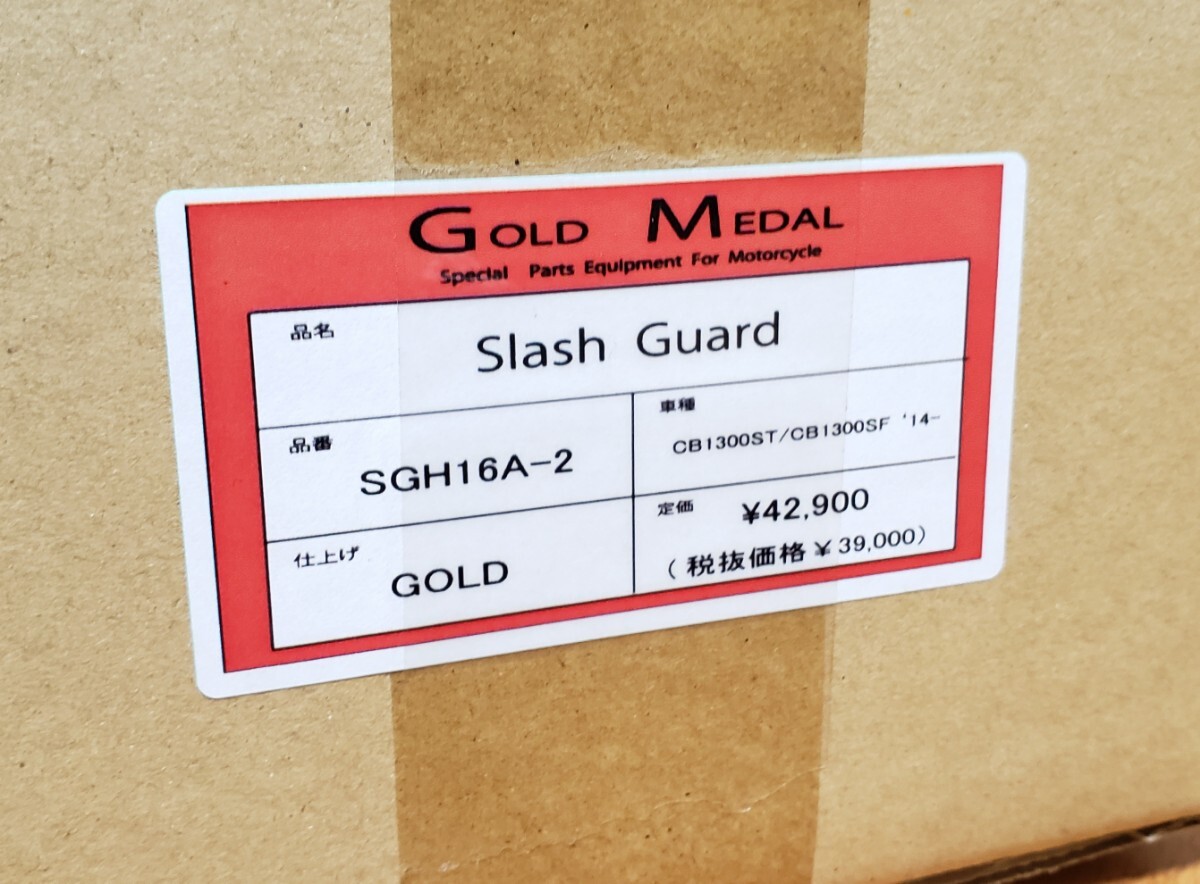 GOLD MEDAL
Special Parts Equipment For Motorcycle
品名
Slash Guard
品番
SGH16A-2
車種
CB1300ST/CB1300SF '14-
仕上げ
GOLD
定価
¥42,900
(税抜価格¥39,000)